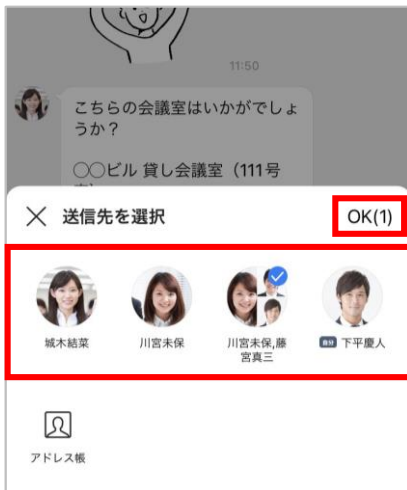 11:50
こちらの会議室はいかがでしょ
うか?
○○ビル 貸し会議室（111号
送信先を選択
OK(1)
城木結菜
川宮未保
川宮未保,藤
宮真三
自分 下平慶人
アドレス帳